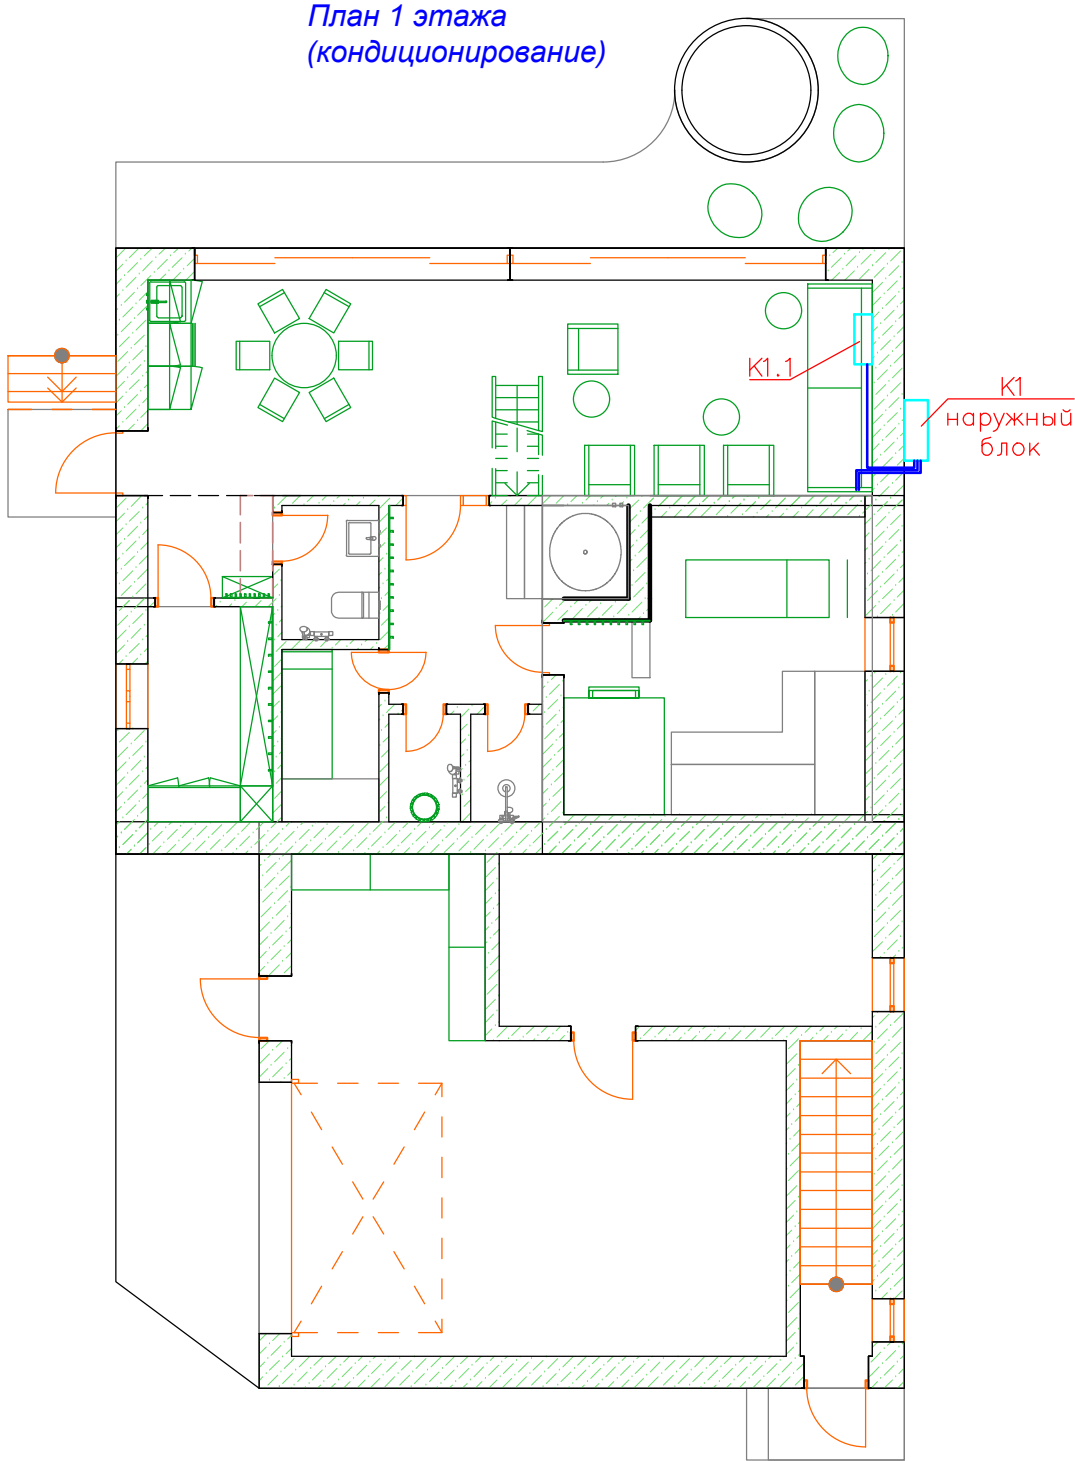 План 1 этажа
(кондиционирование)
К1.1
К1
наружный
блок